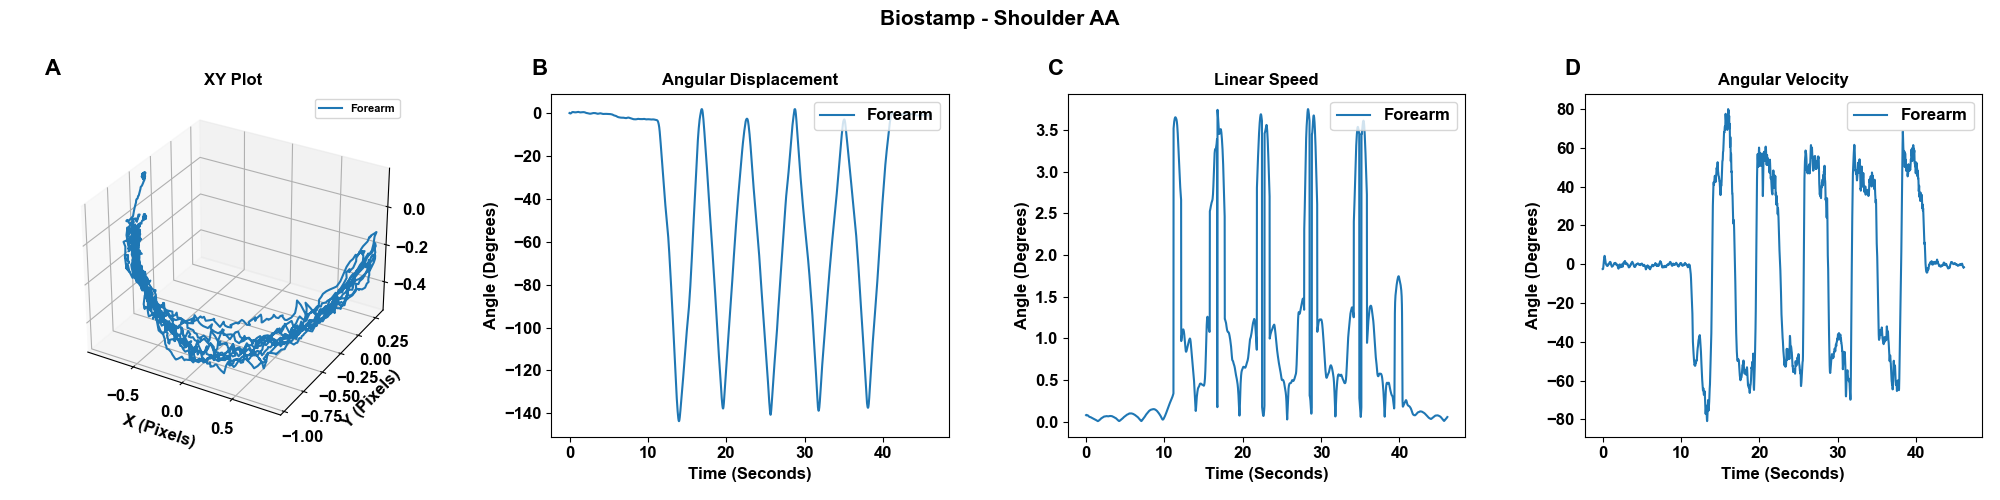 Biostamp - Shoulder AA
A
XY Plot
Forearm
0.0
−0.2
−0.4
0.25
0.00
−0.25
−0.50
−0.75
−1.00
Y (Pixels)
−0.5
0.0
0.5
X (Pixels)
B
Angular Displacement
Forearm
0
−20
−40
−60
−80
−100
−120
−140
Angle (Degrees)
0 10 20 30 40
Time (Seconds)
C
Linear Speed
Forearm
3.5
3.0
2.5
2.0
1.5
1.0
0.5
0.0
Angle (Degrees)
0 10 20 30 40
Time (Seconds)
D
Angular Velocity
Forearm
80
60
40
20
0
−20
−40
−60
−80
Angle (Degrees)
0 10 20 30 40
Time (Seconds)